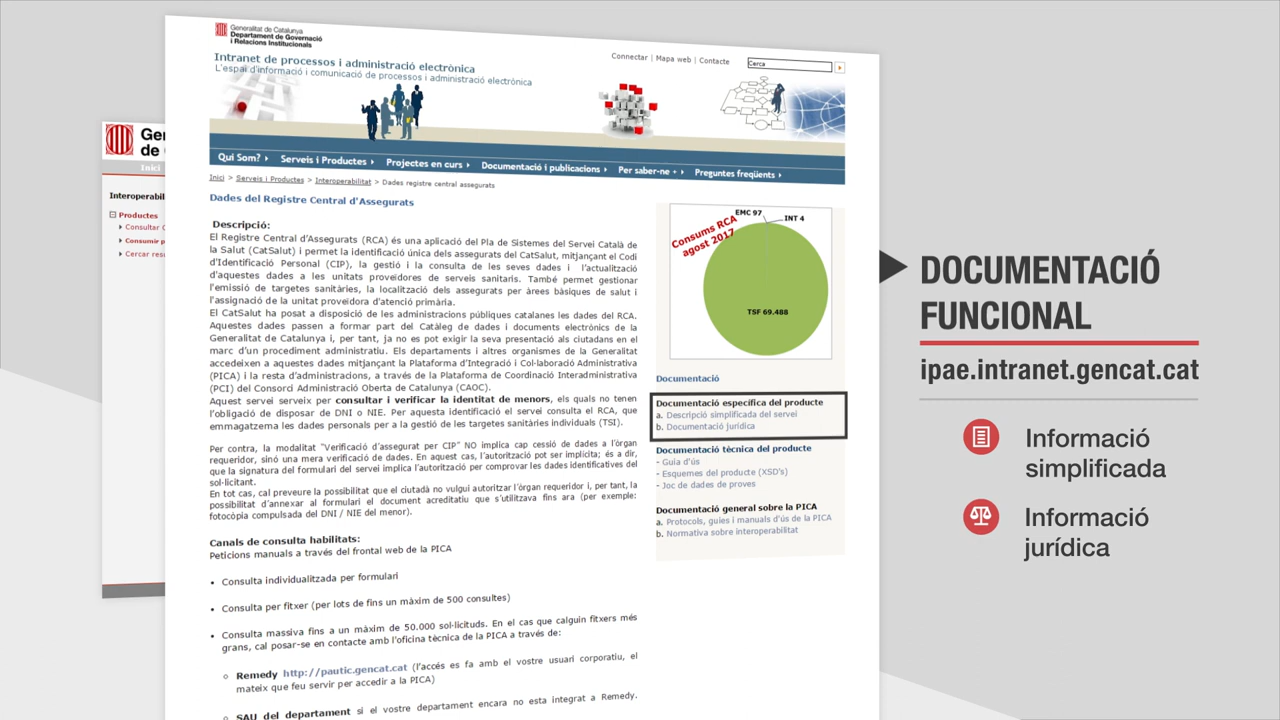 Generalitat de Catalunya
Departament de Governació
i Relacions Institucionals
Intranet de processos i administració electrònica
L'espai d'informació i comunicació de processos i administració electrònica
Connectar | Mapa web | Contacte
Cerca
Qui Som?
Serveis i Productes
Projectes en curs
Documentació i publicacions
Per saber-ne +
Preguntes freqüents
Inici > Serveis i Productes > Interoperabilitat > Dades registre central assegurats
Dades del Registre Central d'Assegurats
Descripció:
El Registre Central d'Assegurats (RCA) és una aplicació del Pla de Sistemes del Servei Català de
la Salut (CatSalut) i permet la identificació única dels assegurats del CatSalut, mitjançant el Codi
d'Identificació Personal (CIP), la gestió i la consulta de les seves dades i l'actualització
d'aquestes dades a les unitats proveïdores de serveis sanitaris. També permet gestionar
l'emissió de targetes sanitàries, la localització dels assegurats per àrees bàsiques de salut i
l'assignació de la unitat proveïdora d'atenció primària.
El CatSalut ha posat a disposició de les administracions públiques catalanes les dades del RCA.
Aquestes dades passen a formar part del Catàleg de dades i documents electrònics de la
Generalitat de Catalunya i, per tant, ja no es pot exigir la seva presentació als ciutadans en el
marc d'un procediment administratiu. Els departaments i altres organismes de la Generalitat
accedeixen a aquestes dades mitjançant la Plataforma d'Integració i Col·laboració Administrativa
(PICA) i la resta d'administracions, a través de la Plataforma de Coordinació Interadministrativa
(PCI) del Consorci Administració Oberta de Catalunya (CAOC).
Aquest servei serveix per consultar i verificar la identitat de menors, els quals no tenen
l'obligació de disposar de DNI o NIE. Per aquesta identificació el servei consulta el RCA, que
emmagatzema les dades personals per a la gestió de les targetes sanitàries individuals (TSI).
Per contra, la modalitat "Verificació d'assegurat per CIP" NO implica cap cessió de dades a l'òrgan
requeridor, sinó una mera verificació de dades. En aquest cas, l'autorització pot ser implícita; és a dir,
que la signatura del formulari del servei implica l'autorització per comprovar les dades identificatives del
sol·licitant.
En tot cas, cal preveure la possibilitat que el ciutadà no vulgui autoritzar l'òrgan requeridor i, per tant, la
possibilitat d'annexar al formulari el document acreditatiu que s'utilitzava fins ara (per exemple:
fotocòpia compulsada del DNI / NIE del menor).
Canals de consulta habilitats:
Peticions manuals a través del frontal web de la PICA
• Consulta individualitzada per formulari
• Consulta per fitxer (per lots de fins un màxim de 500 consultes)
• Consulta massiva fins a un màxim de 50.000 sol·licituds. En el cas que calguin fitxers més
grans, cal posar-se en contacte amb l'oficina tècnica de la PICA a través de:
Remedy http://pautic.gencat.cat (l'accés es fa amb el vostre usuari corporatiu, el
mateix que feu servir per accedir a la PICA)
SAU del departament si el vostre departament encara no esta integrat a Remedy.
Consums RCA
agost 2017
EMC 97
INT 4
TSF 69.488
Documentació
Documentació específica del producte
a. Descripció simplificada del servei
b. Documentació jurídica
Documentació tècnica del producte
- Guia d'ús
- Esquemes del producte (XSD's)
- Joc de dades de proves
Documentació general sobre la PICA
a. Protocols, guies i manuals d'ús de la PICA
b. Normativa sobre interoperabilitat
Inici
Productes
DOCUMENTACIÓ
FUNCIONAL
ipae.intranet.gencat.cat
Informació
simplificada
Informació
jurídica